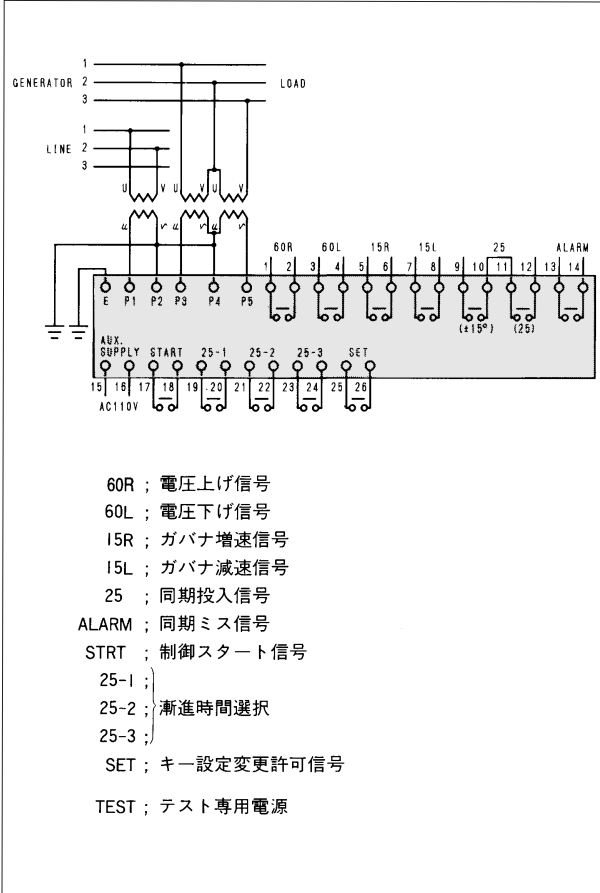 1
GENERATOR 2 LOAD
3
1
LINE 2
3
U V U V U V
u v u v u v
60R 60L 15R 15L 25 ALARM
1 2 3 4 5 6 7 8 9 10 11 12 13 14
E P1 P2 P3 P4 P5
(±15°) (25)
AUX.
SUPPLY START 25-1 25-2 25-3 SET
15 16 17 18 19 20 21 22 23 24 25 26
AC110V
60R ; 電圧上げ信号
60L ; 電圧下げ信号
15R ; ガバナ増速信号
15L ; ガバナ減速信号
25 ; 同期投入信号
ALARM ; 同期ミス信号
STRT ; 制御スタート信号
25-1 ;
25-2 ; 漸進時間選択
25-3 ;
SET ; キー設定変更許可信号
TEST ; テスト専用電源